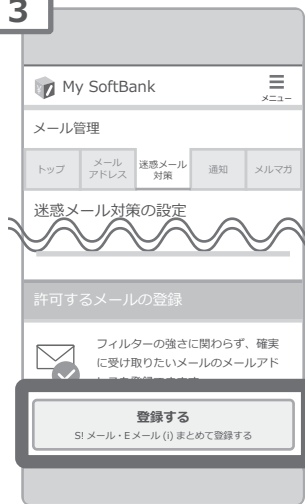 3
My SoftBank
メニュー
メール管理
トップ
メール
アドレス
迷惑メール
対策
通知
メルマガ
迷惑メール対策の設定
許可するメールの登録
フィルターの強さに関わらず、確実
に受け取りたいメールのメールアド
登録する
S! メール・E メール (i) まとめて登録する